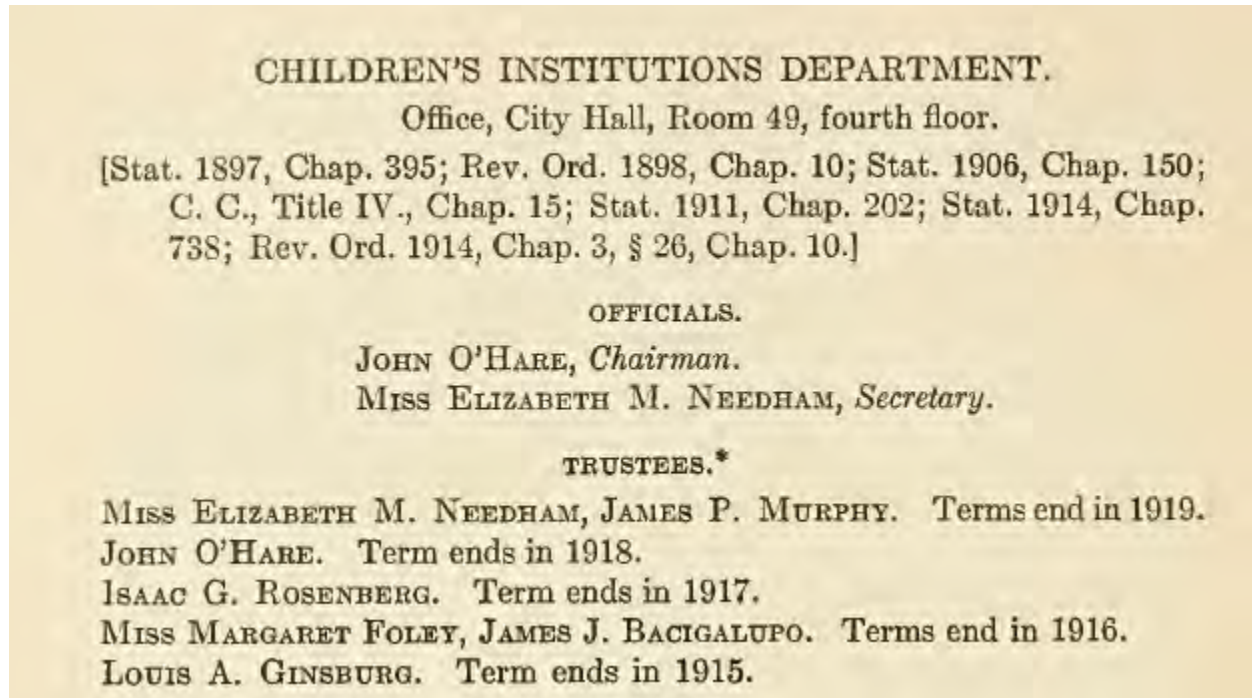 CHILDREN'S INSTITUTIONS DEPARTMENT.
Office, City Hall, Room 49, fourth floor.
[Stat. 1897, Chap. 395; Rev. Ord. 1898, Chap. 10; Stat. 1906, Chap. 150;
C. C., Title IV., Chap. 15; Stat. 1911, Chap. 202; Stat. 1914, Chap.
738; Rev. Ord. 1914, Chap. 3, § 26, Chap. 10.]
OFFICIALS.
JOHN O'HARE, Chairman.
MISS ELIZABETH M. NEEDHAM, Secretary.
TRUSTEES.*
MISS ELIZABETH M. NEEDHAM, JAMES P. MURPHY. Terms end in 1919.
JOHN O'HARE. Term ends in 1918.
ISAAC G. ROSENBERG. Term ends in 1917.
MISS MARGARET FOLEY, JAMES J. BACIGALUPO. Terms end in 1916.
LOUIS A. GINSBURG. Term ends in 1915.